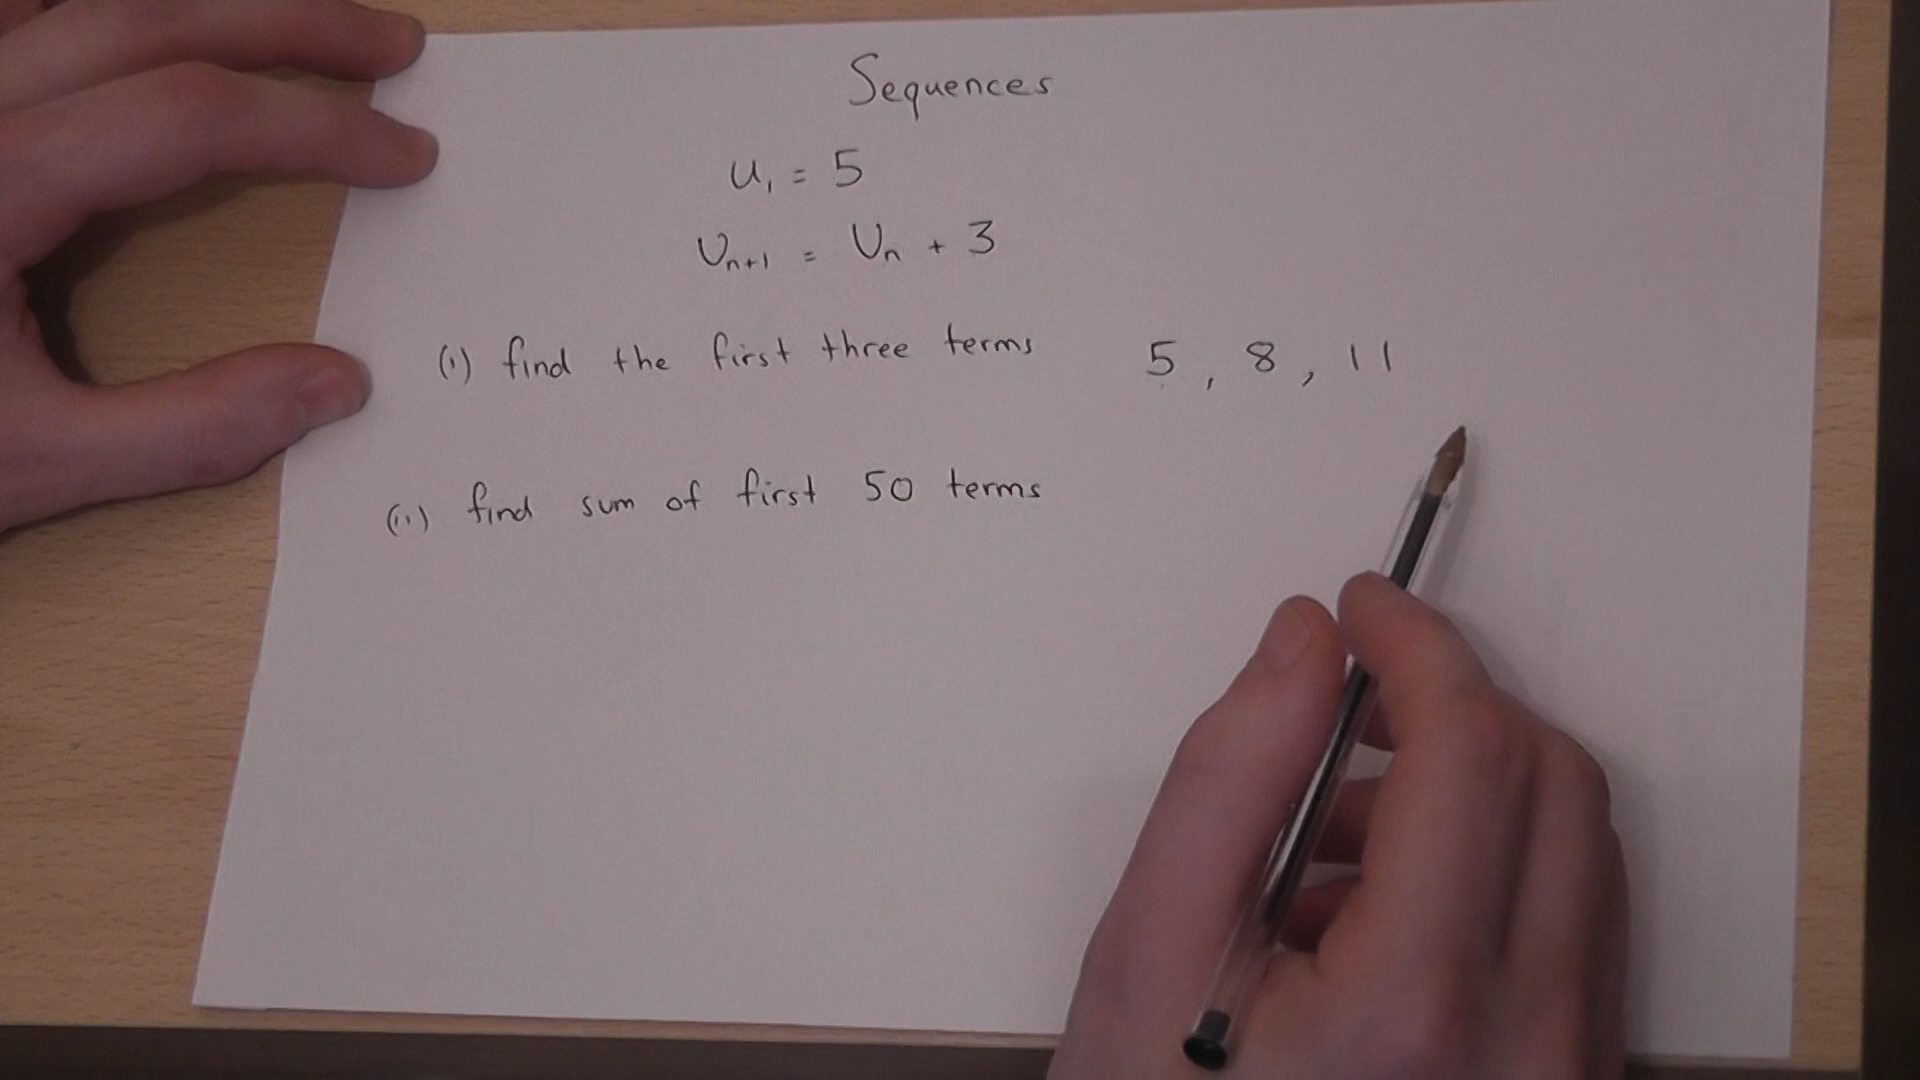 Sequences
u₁ = 5
Uₙ₊₁ = Uₙ + 3
(i) find the first three terms 5, 8, 11
(ii) find sum of first 50 terms